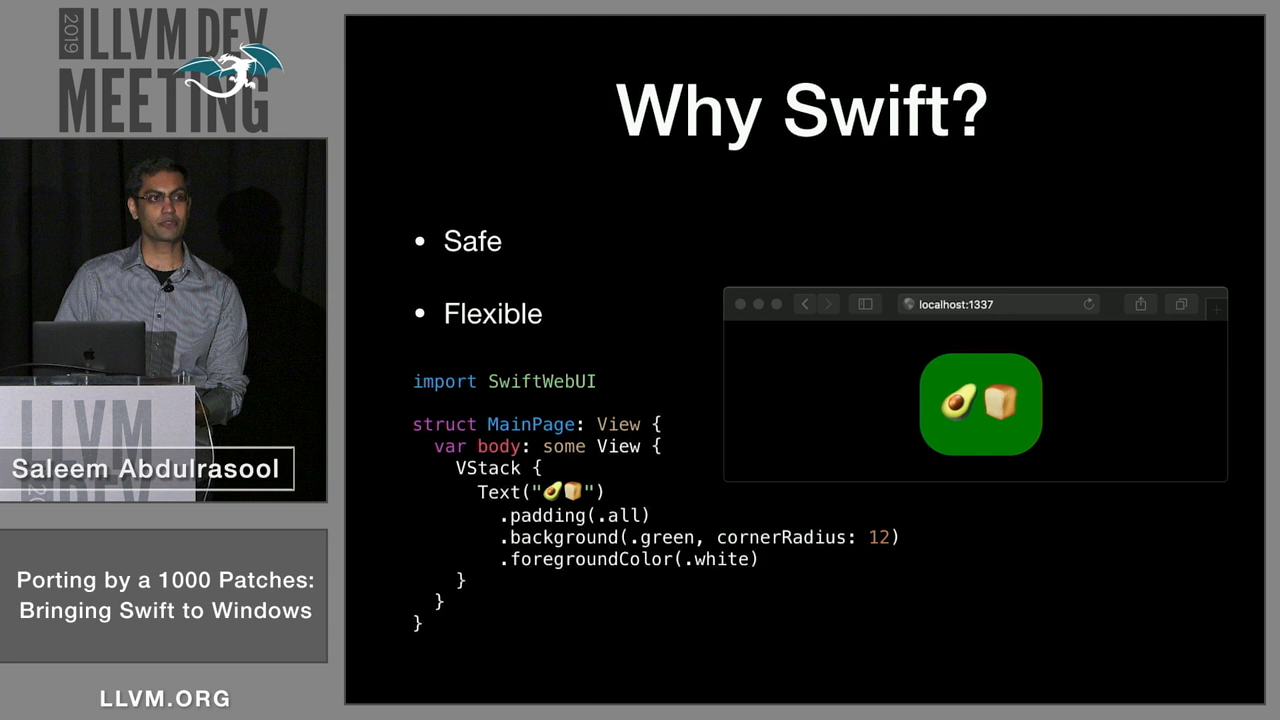 2019
LLVM DEV
MEETING
Why Swift?
• Safe
• Flexible
localhost:1337
import SwiftWebUI
struct MainPage: View {
var body: some View {
VStack {
Text("🥑🍞")
.padding(.all)
.background(.green, cornerRadius: 12)
.foregroundColor(.white)
}
}
}
🥑🍞
LLVM
Saleem Abdulrasool
Porting by a 1000 Patches:
Bringing Swift to Windows
LLVM.ORG